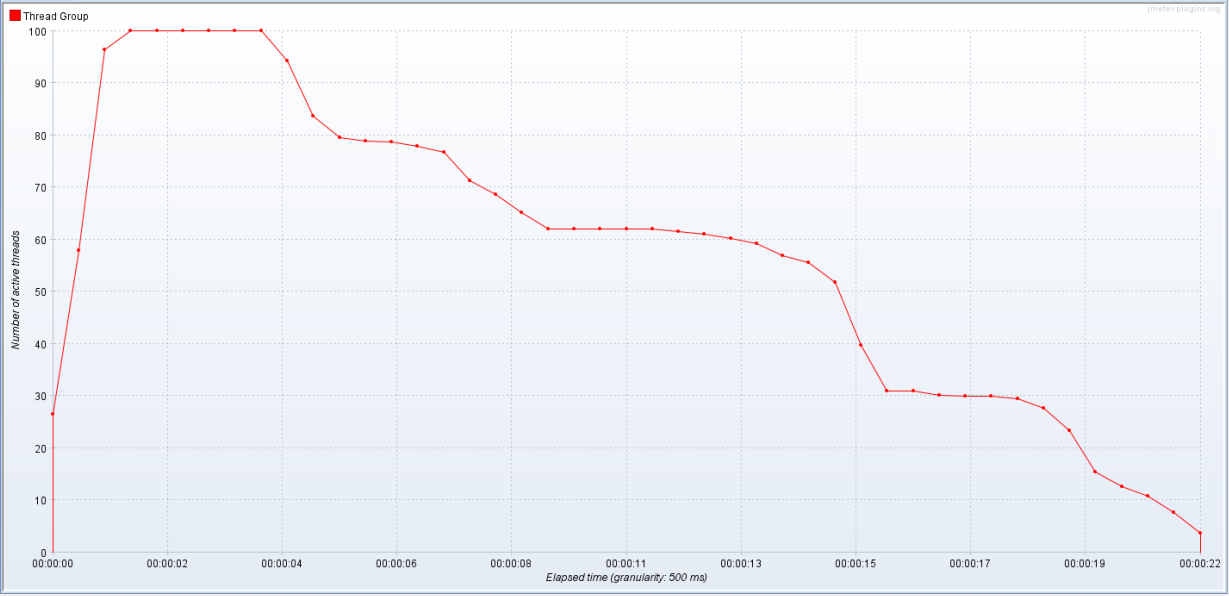 jmeter-plugins.org
Thread Group
100
90
80
70
60
50
40
30
20
10
0
Number of active threads
00:00:00 00:00:02 00:00:04 00:00:06 00:00:08 00:00:11 00:00:13 00:00:15 00:00:17 00:00:19 00:00:22
Elapsed time (granularity: 500 ms)